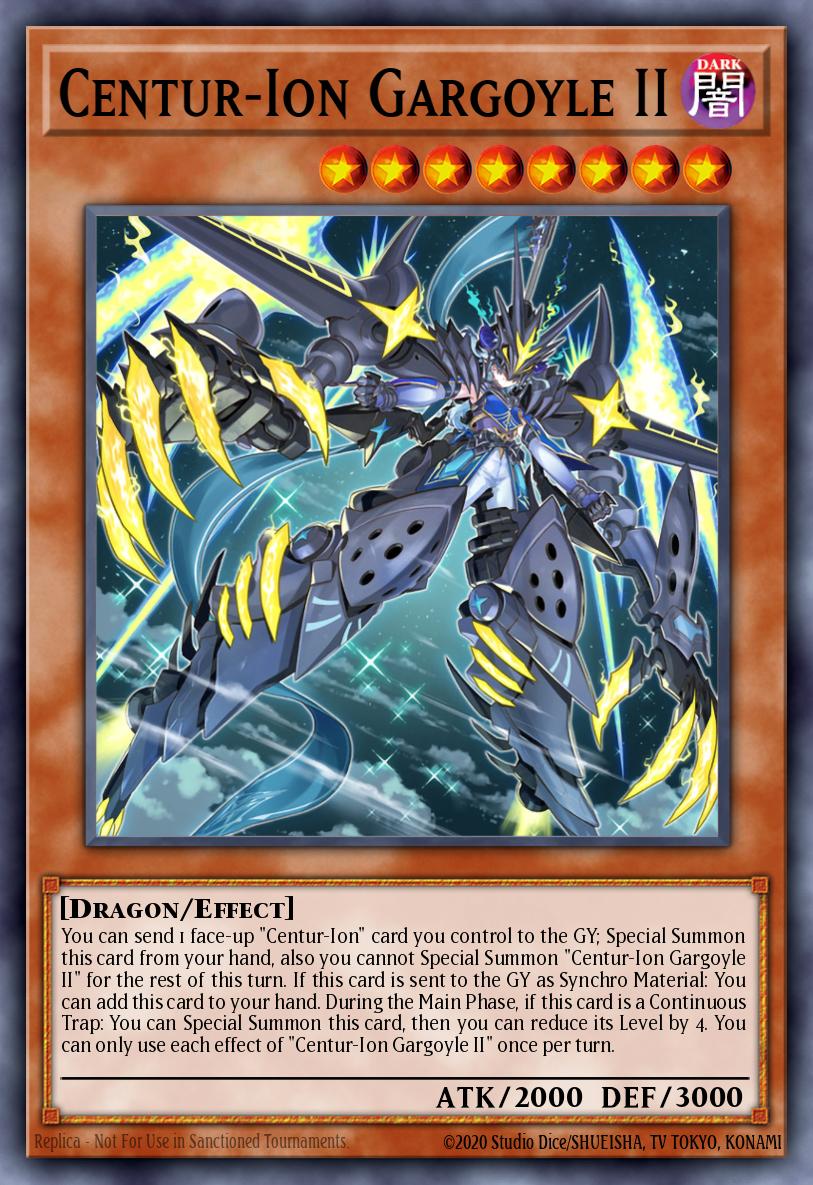 Centur-Ion Gargoyle II
DARK
闇
[Dragon/Effect]
You can send 1 face-up "Centur-Ion" card you control to the GY; Special Summon
this card from your hand, also you cannot Special Summon "Centur-Ion Gargoyle
II" for the rest of this turn. If this card is sent to the GY as Synchro Material: You
can add this card to your hand. During the Main Phase, if this card is a Continuous
Trap: You can Special Summon this card, then you can reduce its Level by 4. You
can only use each effect of "Centur-Ion Gargoyle II" once per turn.
ATK/2000 DEF/3000
Replica - Not For Use in Sanctioned Tournaments.
©2020 Studio Dice/SHUEISHA, TV TOKYO, KONAMI